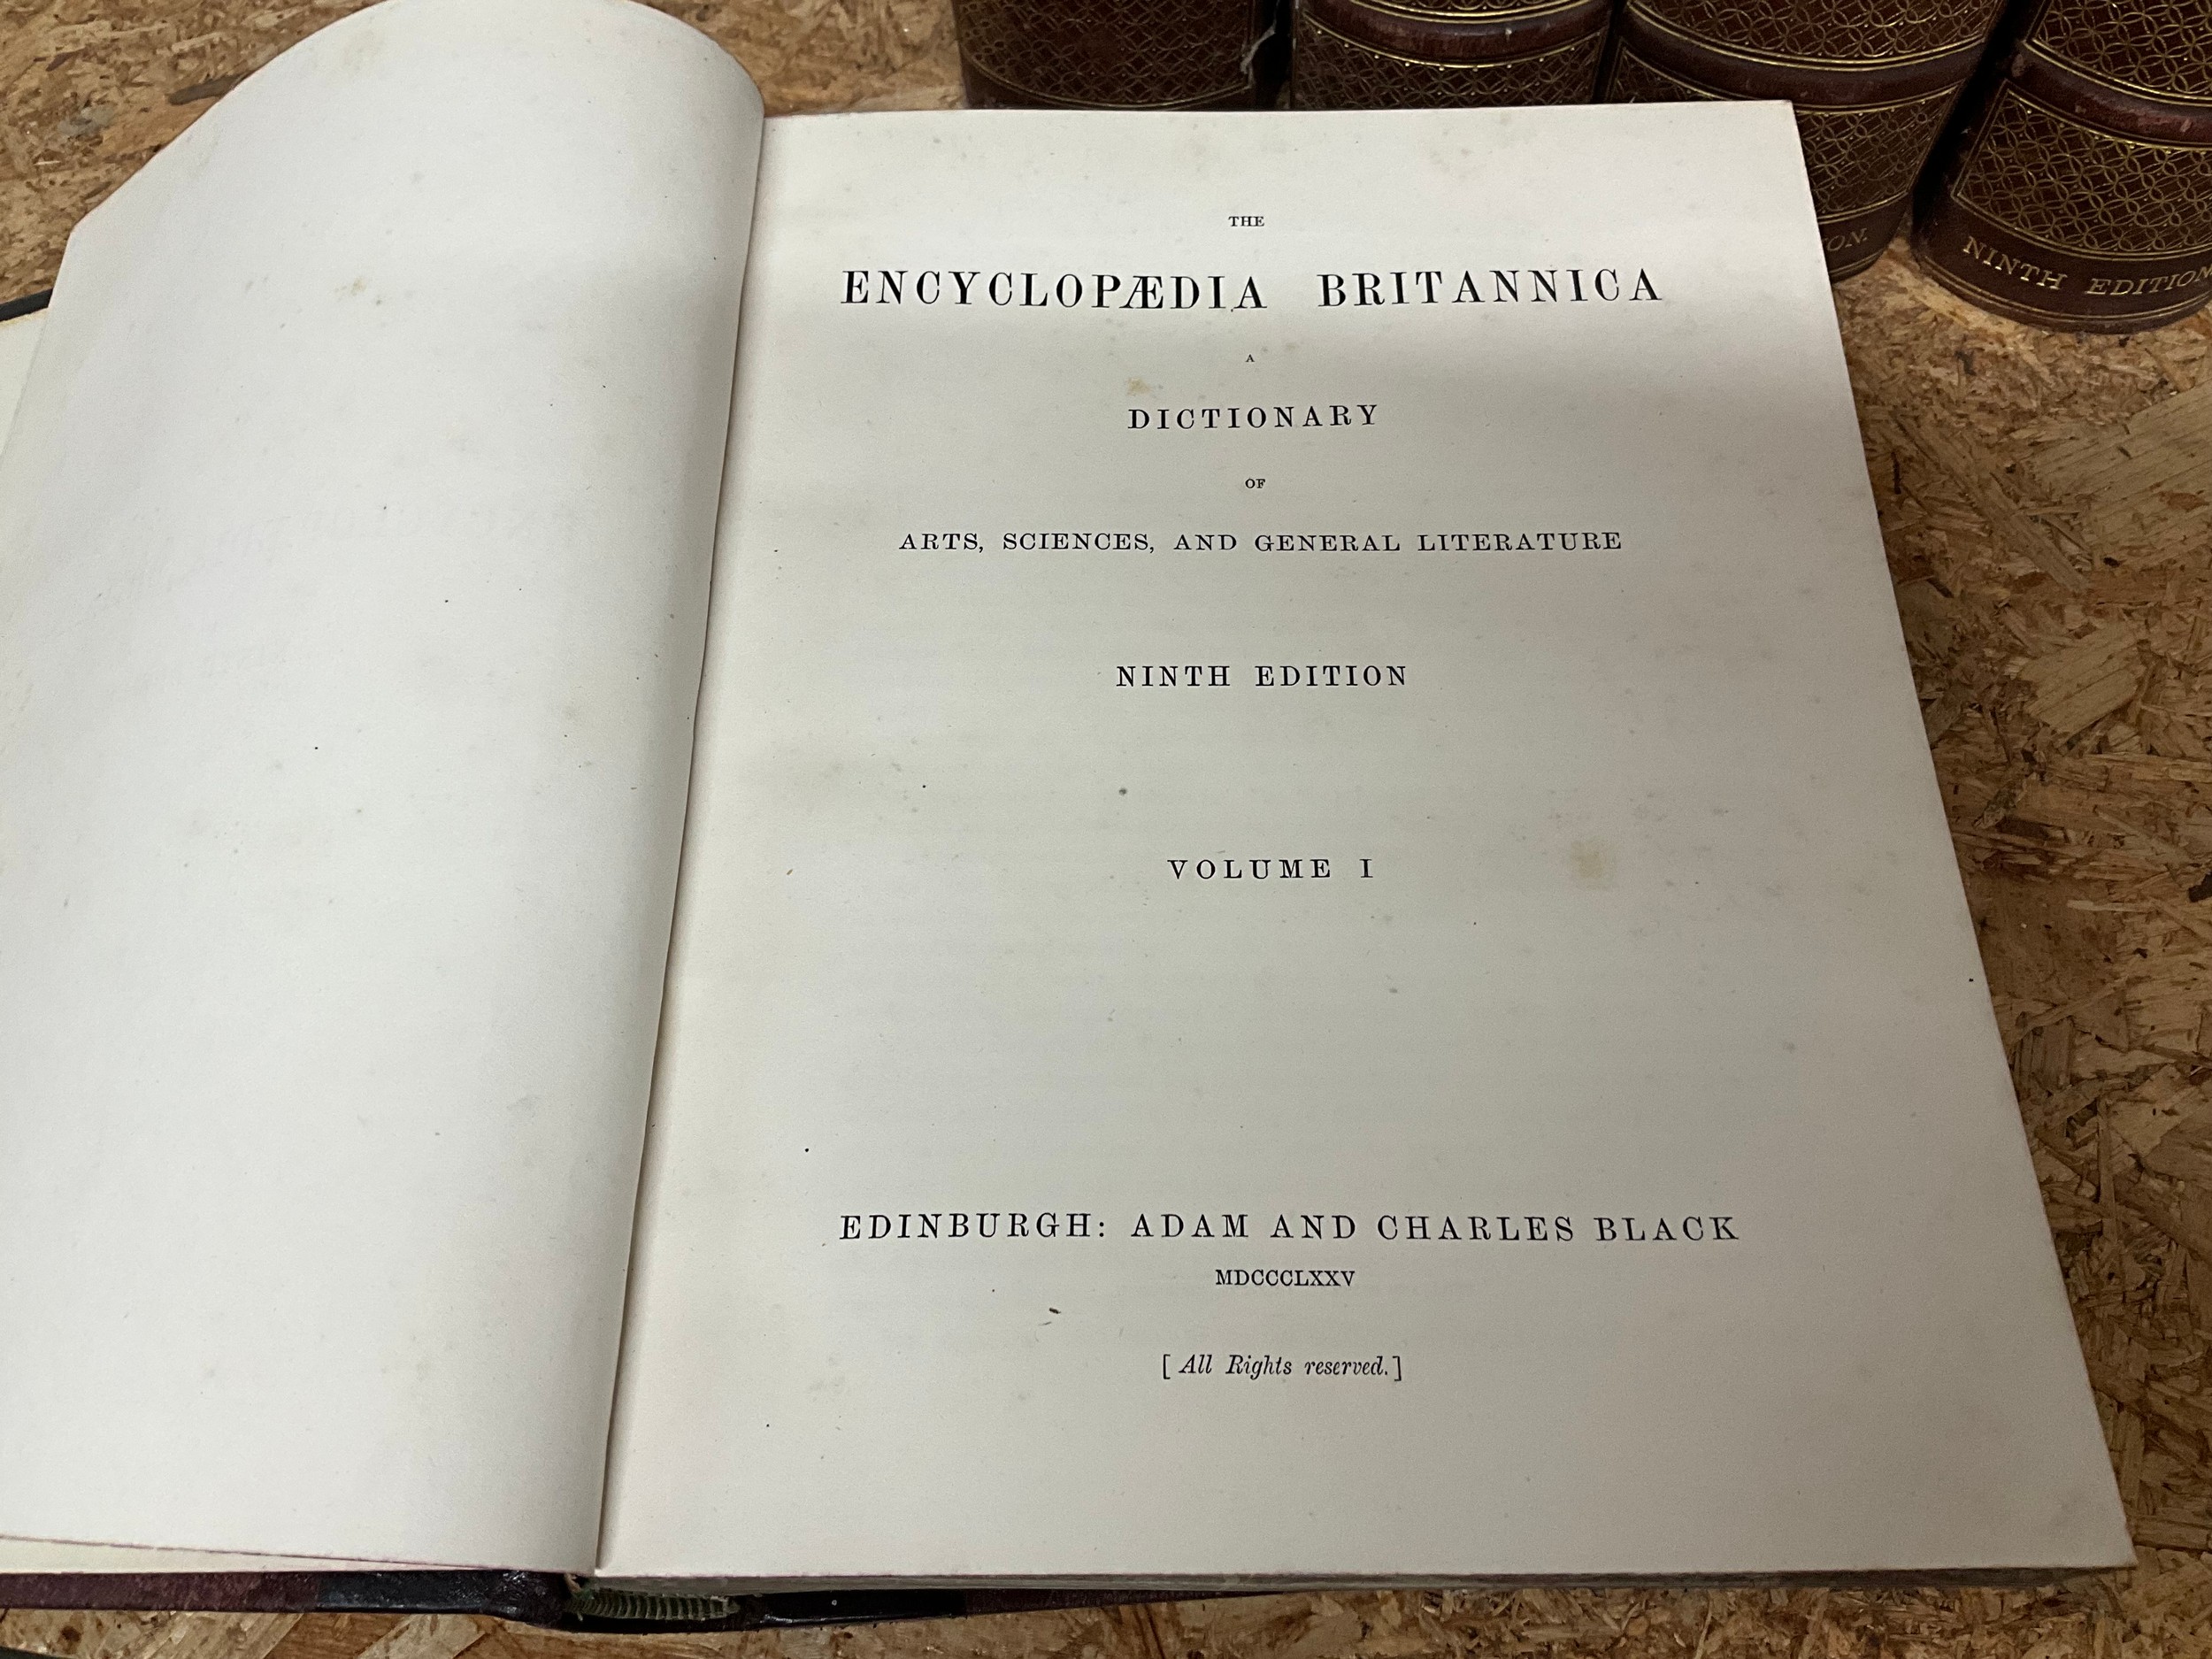 THE
ENCYCLOPÆDIA BRITANNICA
A
DICTIONARY
OF
ARTS, SCIENCES, AND GENERAL LITERATURE
NINTH EDITION
VOLUME I
EDINBURGH: ADAM AND CHARLES BLACK
MDCCCLXXV
[ All Rights reserved.]
NINTH EDITION